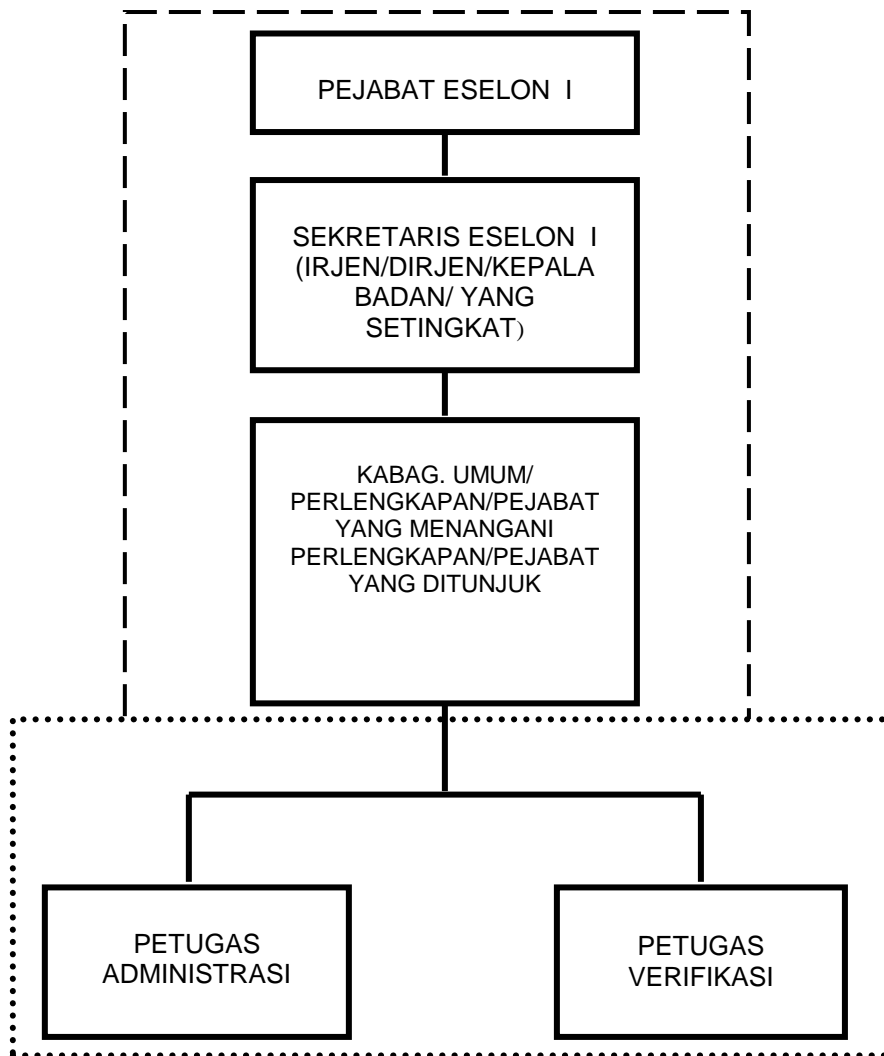 PEJABAT ESELON I
SEKRETARIS ESELON I
(IRJEN/DIRJEN/KEPALA
BADAN/ YANG
SETINGKAT)
KABAG. UMUM/
PERLENGKAPAN/PEJABAT
YANG MENANGANI
PERLENGKAPAN/PEJABAT
YANG DITUNJUK
PETUGAS
ADMINISTRASI
PETUGAS
VERIFIKASI